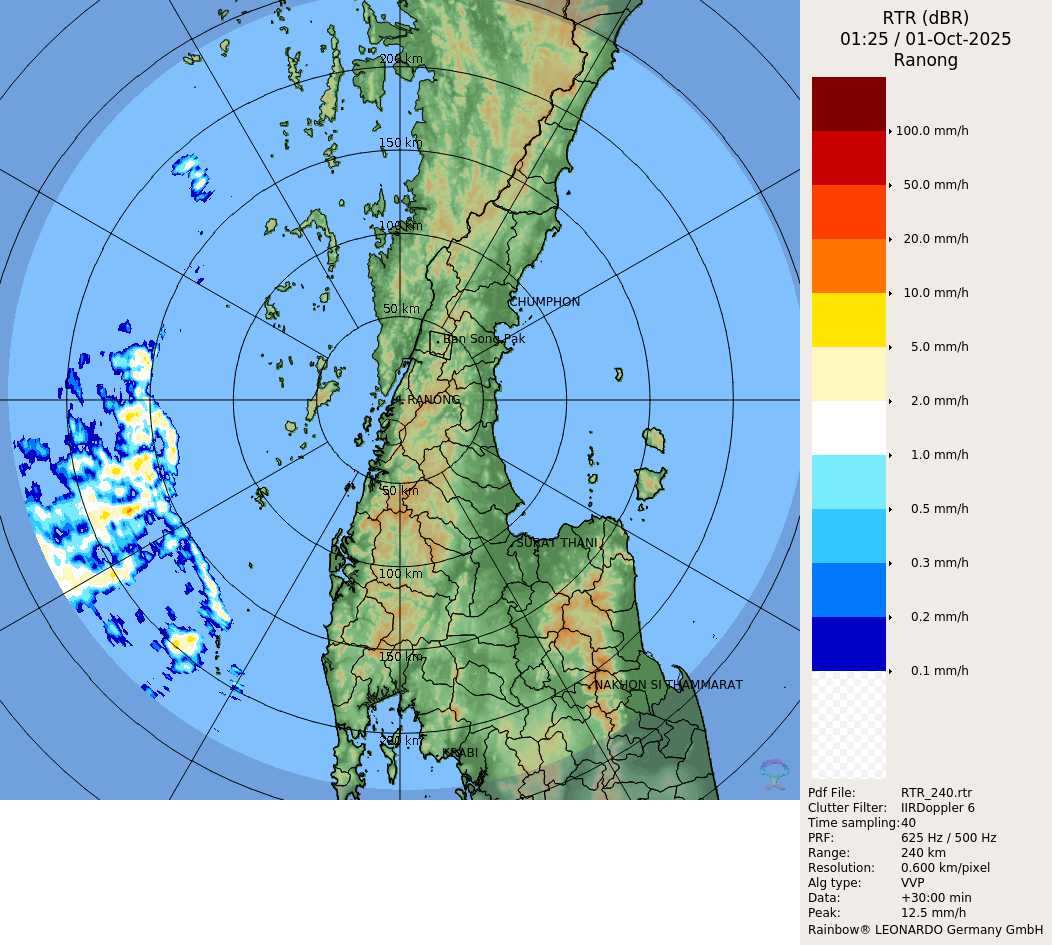 RTR (dBR)
01:25 / 01-Oct-2025
Ranong
100.0 mm/h
50.0 mm/h
20.0 mm/h
10.0 mm/h
5.0 mm/h
2.0 mm/h
1.0 mm/h
0.5 mm/h
0.3 mm/h
0.2 mm/h
0.1 mm/h
Pdf File: RTR_240.rtr
Clutter Filter: IIRDoppler 6
Time sampling: 40
PRF: 625 Hz / 500 Hz
Range: 240 km
Resolution: 0.600 km/pixel
Alg type: VVP
Data: +30:00 min
Peak: 12.5 mm/h
Rainbow® LEONARDO Germany GmbH
200 km
150 km
100 km
50 km
CHUMPHON
Ban Song Pak
RANONG
50 km
SURAT THANI
100 km
150 km
NAKHON SI THAMMARAT
200 km
KRABI